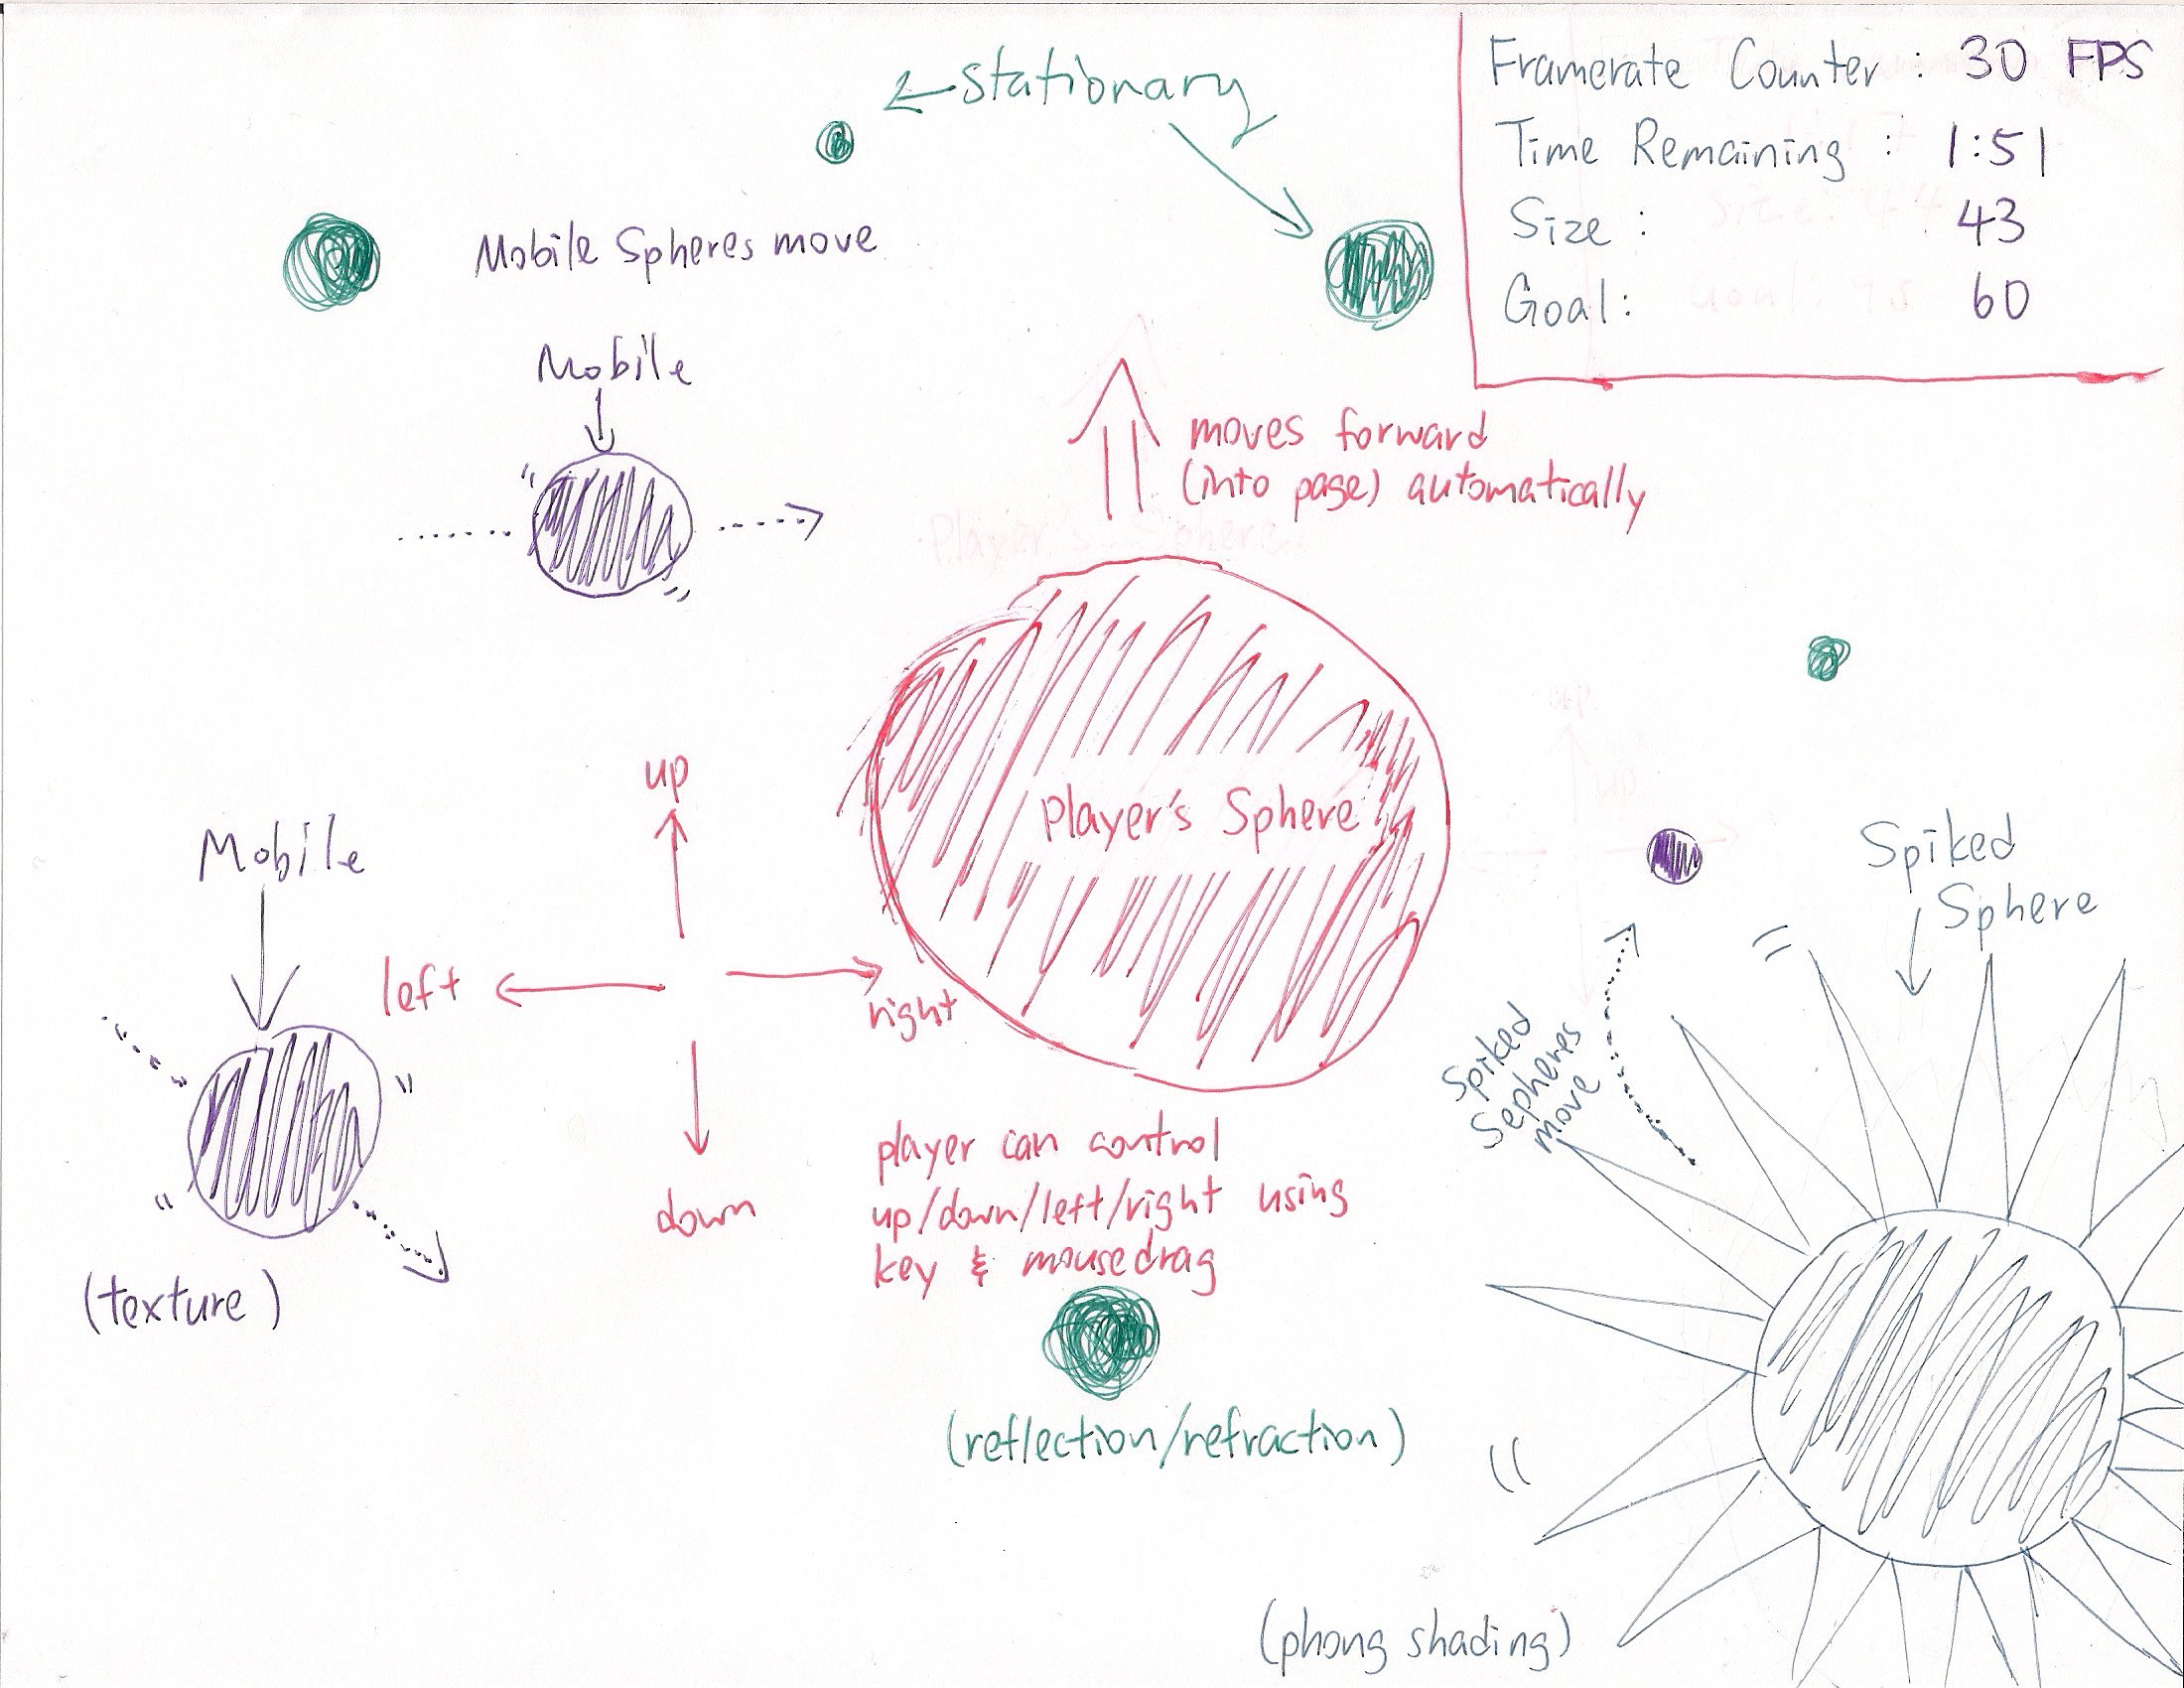 ←stationary
Framerate Counter : 30 FPS
Time Remaining : 1:51
Size : 43
Goal: 60
Mobile Spheres move
Mobile
moves forward
(into page) automatically
Player's Sphere
up
left
right
down
Mobile
(texture)
Spiked
Sphere
Spiked
Sepheres
move
player can control
up/down/left/right using
key & mouse drag
(reflection/refraction)
(phong shading)